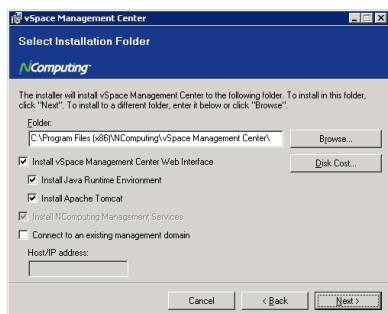 vSpace Management Center
Select Installation Folder
NComputing
The installer will install vSpace Management Center to the following folder. To install in this folder,
click "Next". To install to a different folder, enter it below or click "Browse".
Folder:
C:\Program Files (x86)\NComputing\vSpace Management Center\
Browse...
Install vSpace Management Center Web Interface
Disk Cost...
Install Java Runtime Environment
Install Apache Tomcat
Install NComputing Management Services
Connect to an existing management domain
Host/IP address:
Cancel
< Back
Next >